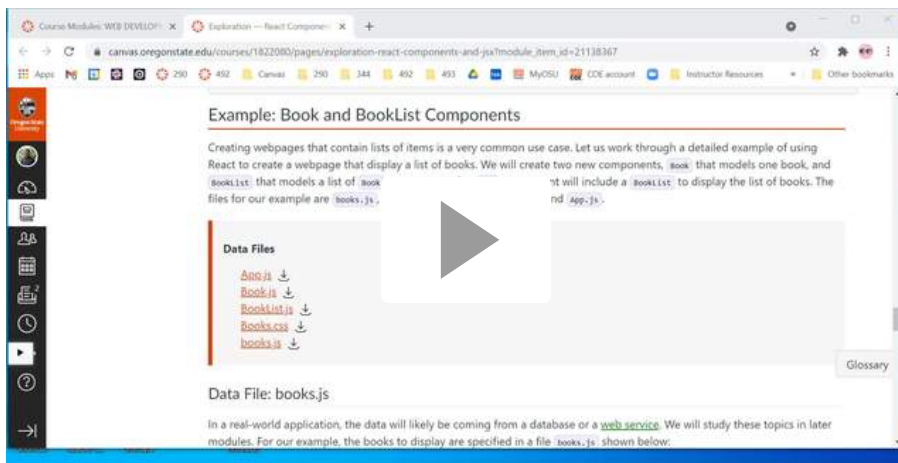 Course Modules: WEB DEVELOP
Exploration — React Componen
canvas.oregonstate.edu/courses/1822080/pages/exploration-react-components-and-jsx?module_item_id=21138367
Apps 290 492 Canvas 290 344 492 493 MyOSU COE account Instructor Resources » Other bookmarks
Oregon State University
Example: Book and BookList Components
Creating webpages that contain lists of items is a very common use case. Let us work through a detailed example of using
React to create a webpage that display a list of books. We will create two new components, Book that models one book, and
BookList that models a list of Book nt will include a BookList to display the list of books. The
files for our example are books.js, nd App.js.
Data Files
App.js
Book.js
BookList.js
Books.css
books.js
2
Glossary
Data File: books.js
In a real-world application, the data will likely be coming from a database or a web service. We will study these topics in later
modules. For our example, the books to display are specified in a file books.js shown below: